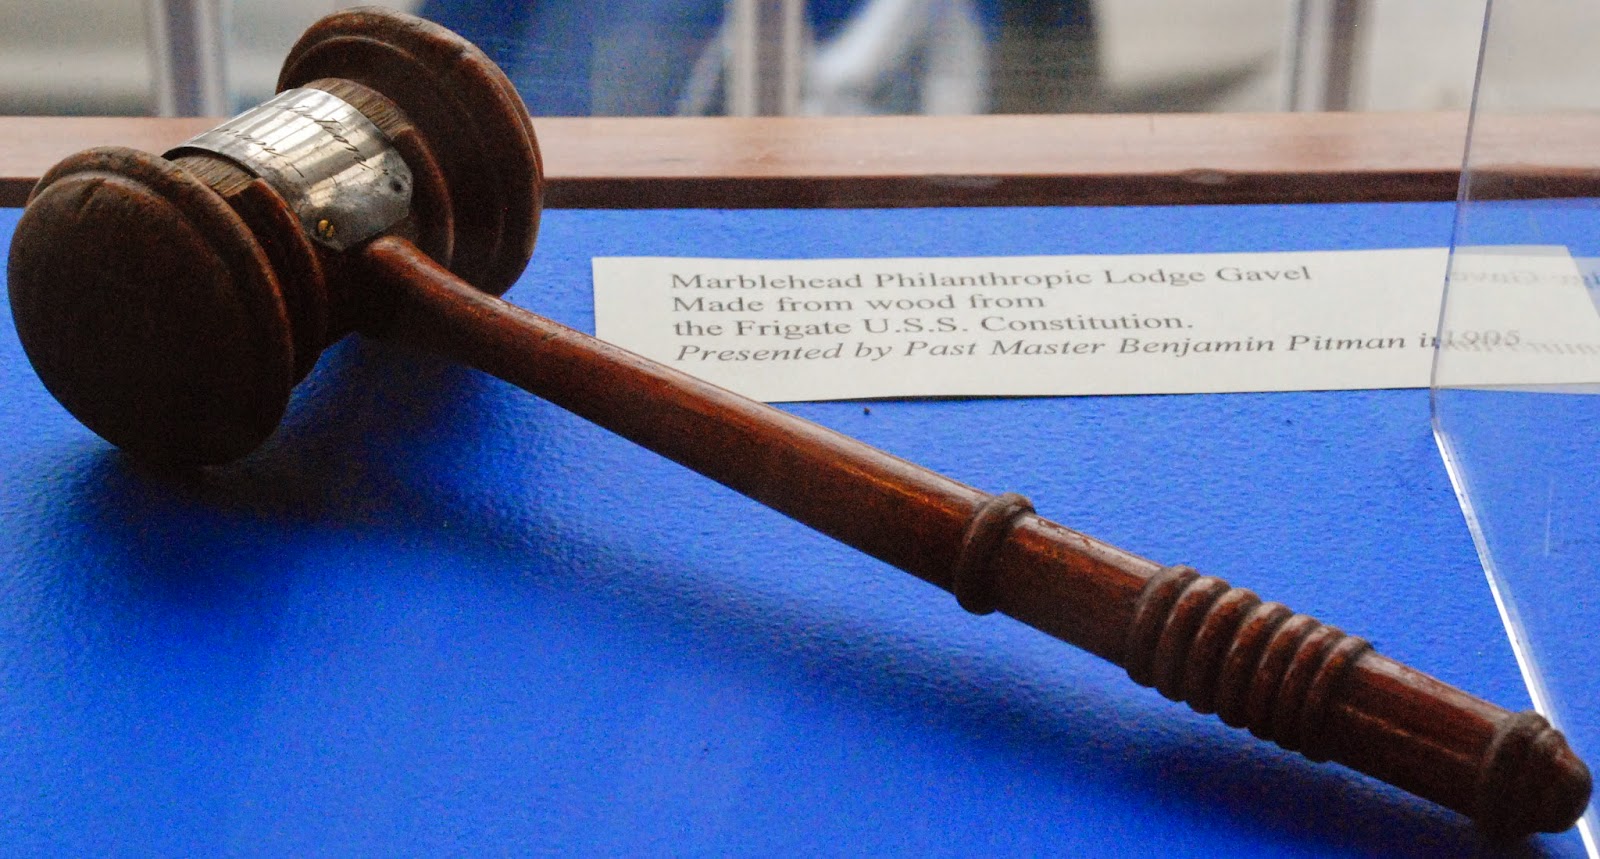 Marblehead Philanthropic Lodge Gavel
Made from wood from
the Frigate U.S.S. Constitution.
Presented by Past Master Benjamin Pitman in 1905